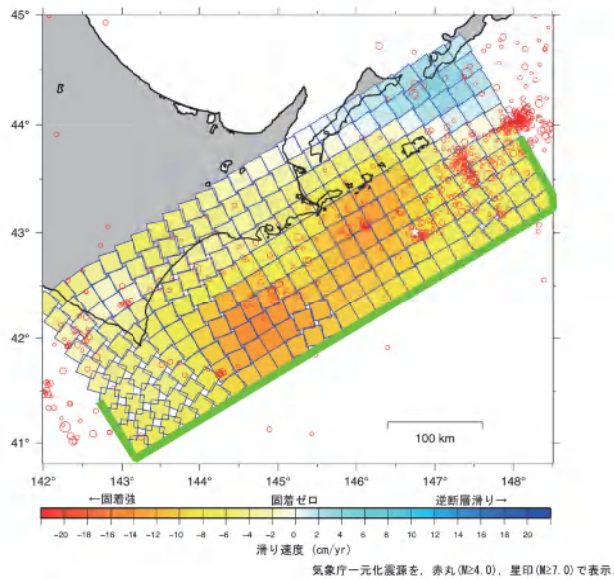 45°
44°
43°
42°
41°
100 km
142° 143° 144° 145° 146° 147° 148°
←固着強 固着ゼロ 逆断層滑り→
-20 -18 -16 -14 -12 -10 -8 -6 -4 -2 0 2 4 6 8 10 12 14 16 18 20
滑り速度 (cm/yr)
気象庁一元化震源を, 赤丸(M≥4.0), 星印(M≥7.0)で表示